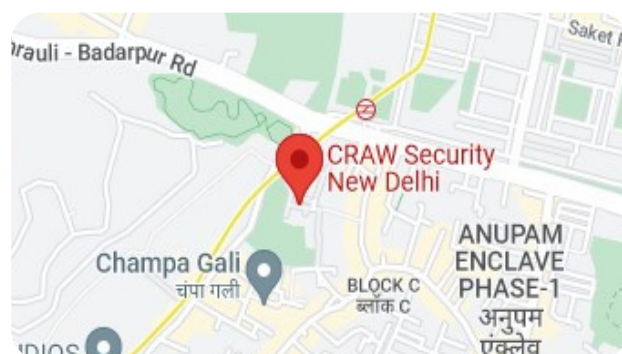 Saket
rauli - Badarpur Rd
CRAW Security
New Delhi
Champa Gali
चंपा गली
BLOCK C
ब्लॉक C
ANUPAM
ENCLAVE
PHASE-1
अनुपम
एंक्लेव